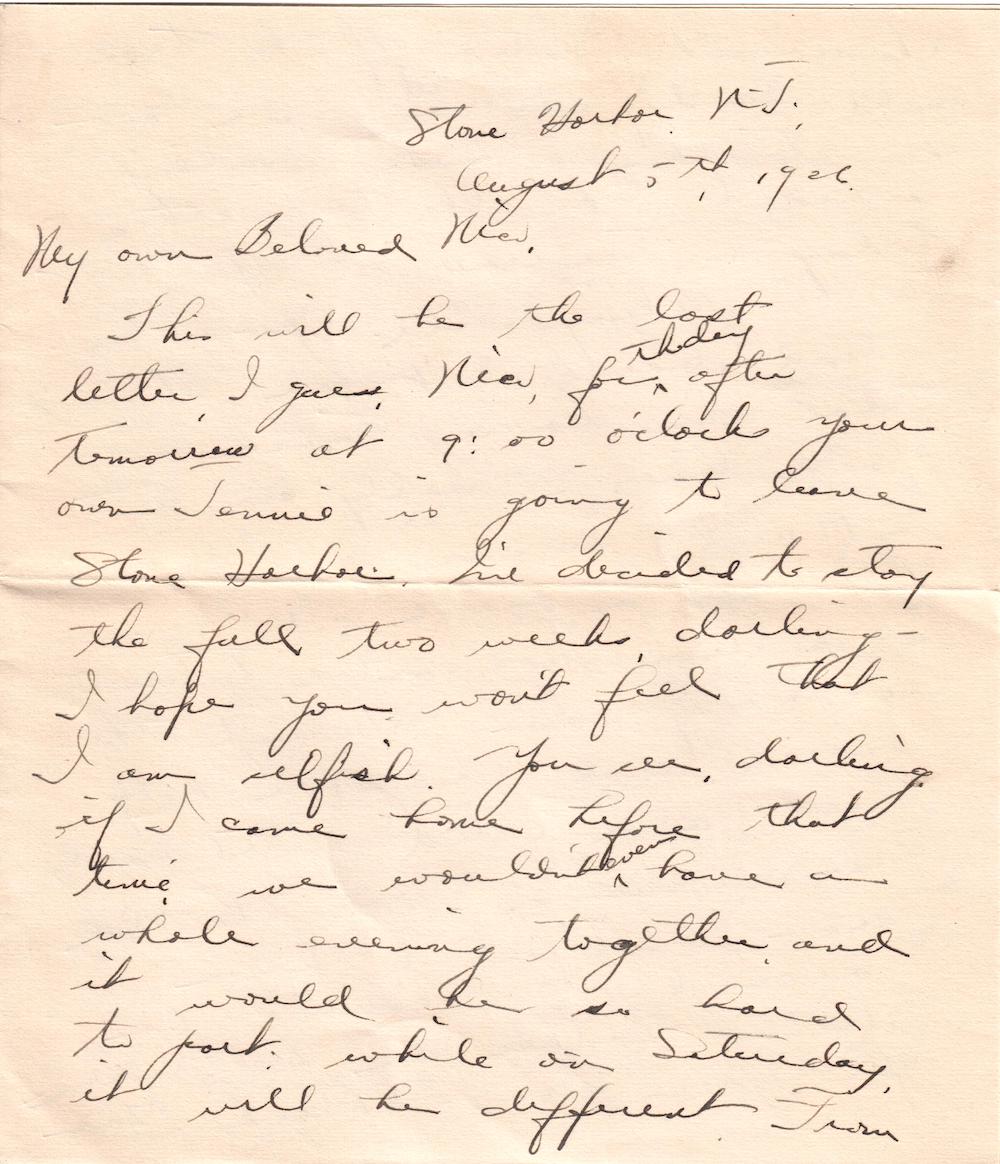 Stone Harbor, N.J.,
August 5th, 1926.
My own Beloved Nico,
This will be the last
letter, I guess, Nico, for the day after
tomorrow at 9:00 o'clock your
own Jennie is going to leave
Stone Harbor. I've decided to stay
the full two weeks, darling -
I hope you won't feel that
I am selfish. You see, darling
if I came home before that
time, we wouldn't even have a
whole evening together, and
it would be so hard
to part, while on Saturday,
it will be different. From